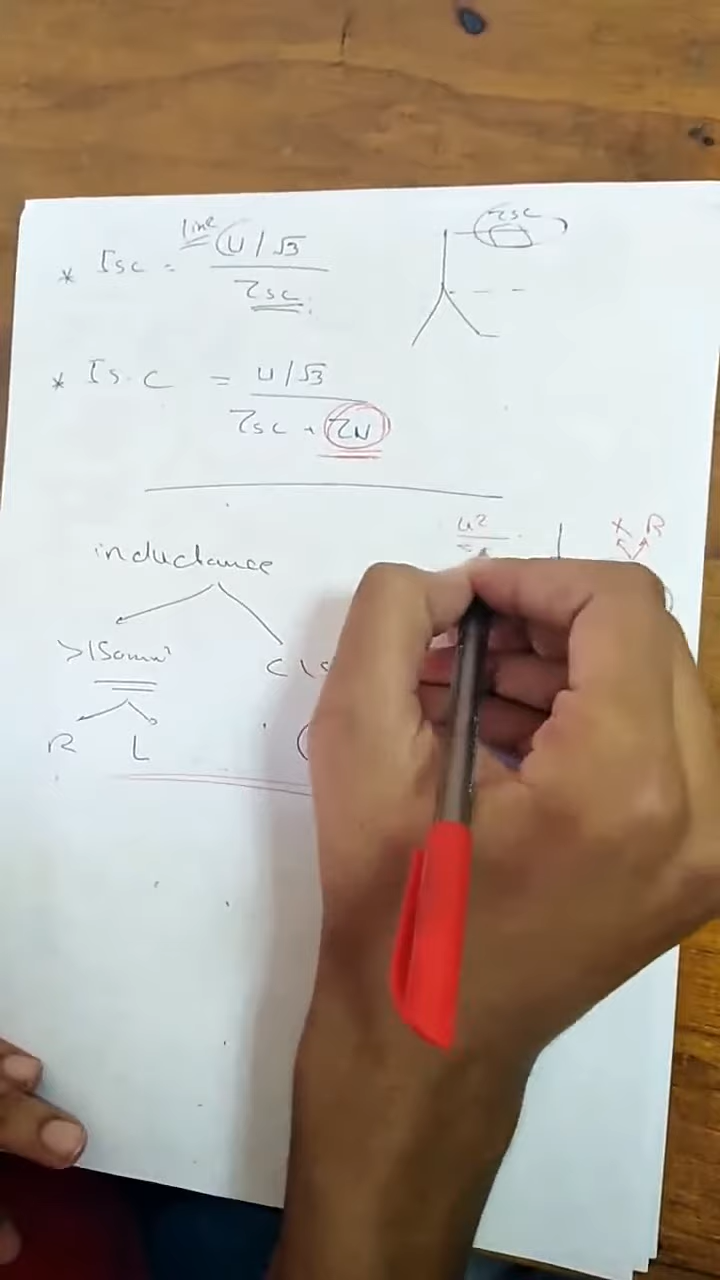 line
* Isc = U/√3
Zsc
Zsc
* Is.c = U/√3
Zsc + ZN
inductance
U²
X R
>150mm²
R L